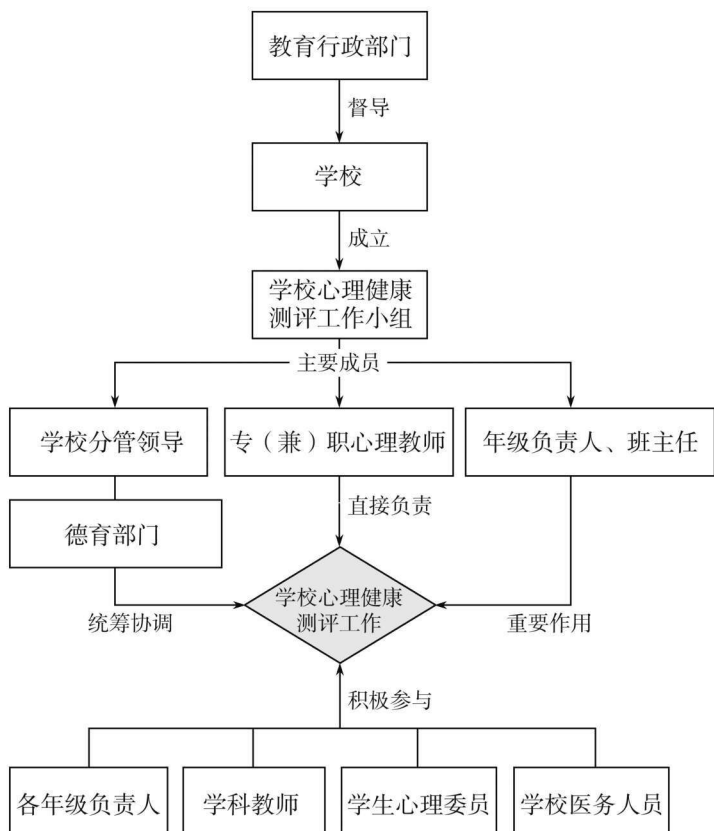 教育行政部门
督导
学校
成立
学校心理健康
测评工作小组
主要成员
学校分管领导
专（兼）职心理教师
年级负责人、班主任
直接负责
德育部门
学校心理健康
测评工作
统筹协调
重要作用
积极参与
各年级负责人
学科教师
学生心理委员
学校医务人员